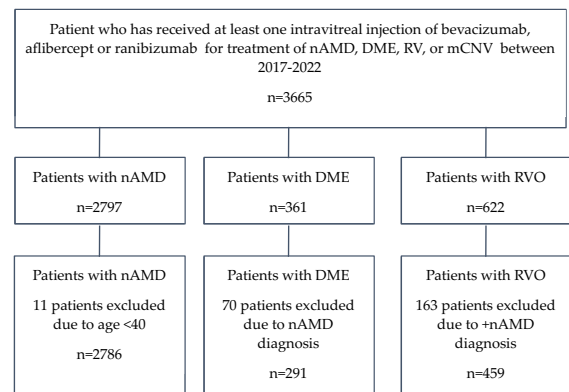 Patient who has received at least one intravitreal injection of bevacizumab,
aflibercept or ranibizumab for treatment of nAMD, DME, RV, or mCNV between
2017-2022
n=3665
Patients with nAMD
n=2797
Patients with DME
n=361
Patients with RVO
n=622
Patients with nAMD
11 patients excluded
due to age <40
n=2786
Patients with DME
70 patients excluded
due to nAMD
diagnosis
n=291
Patients with RVO
163 patients excluded
due to +nAMD
diagnosis
n=459